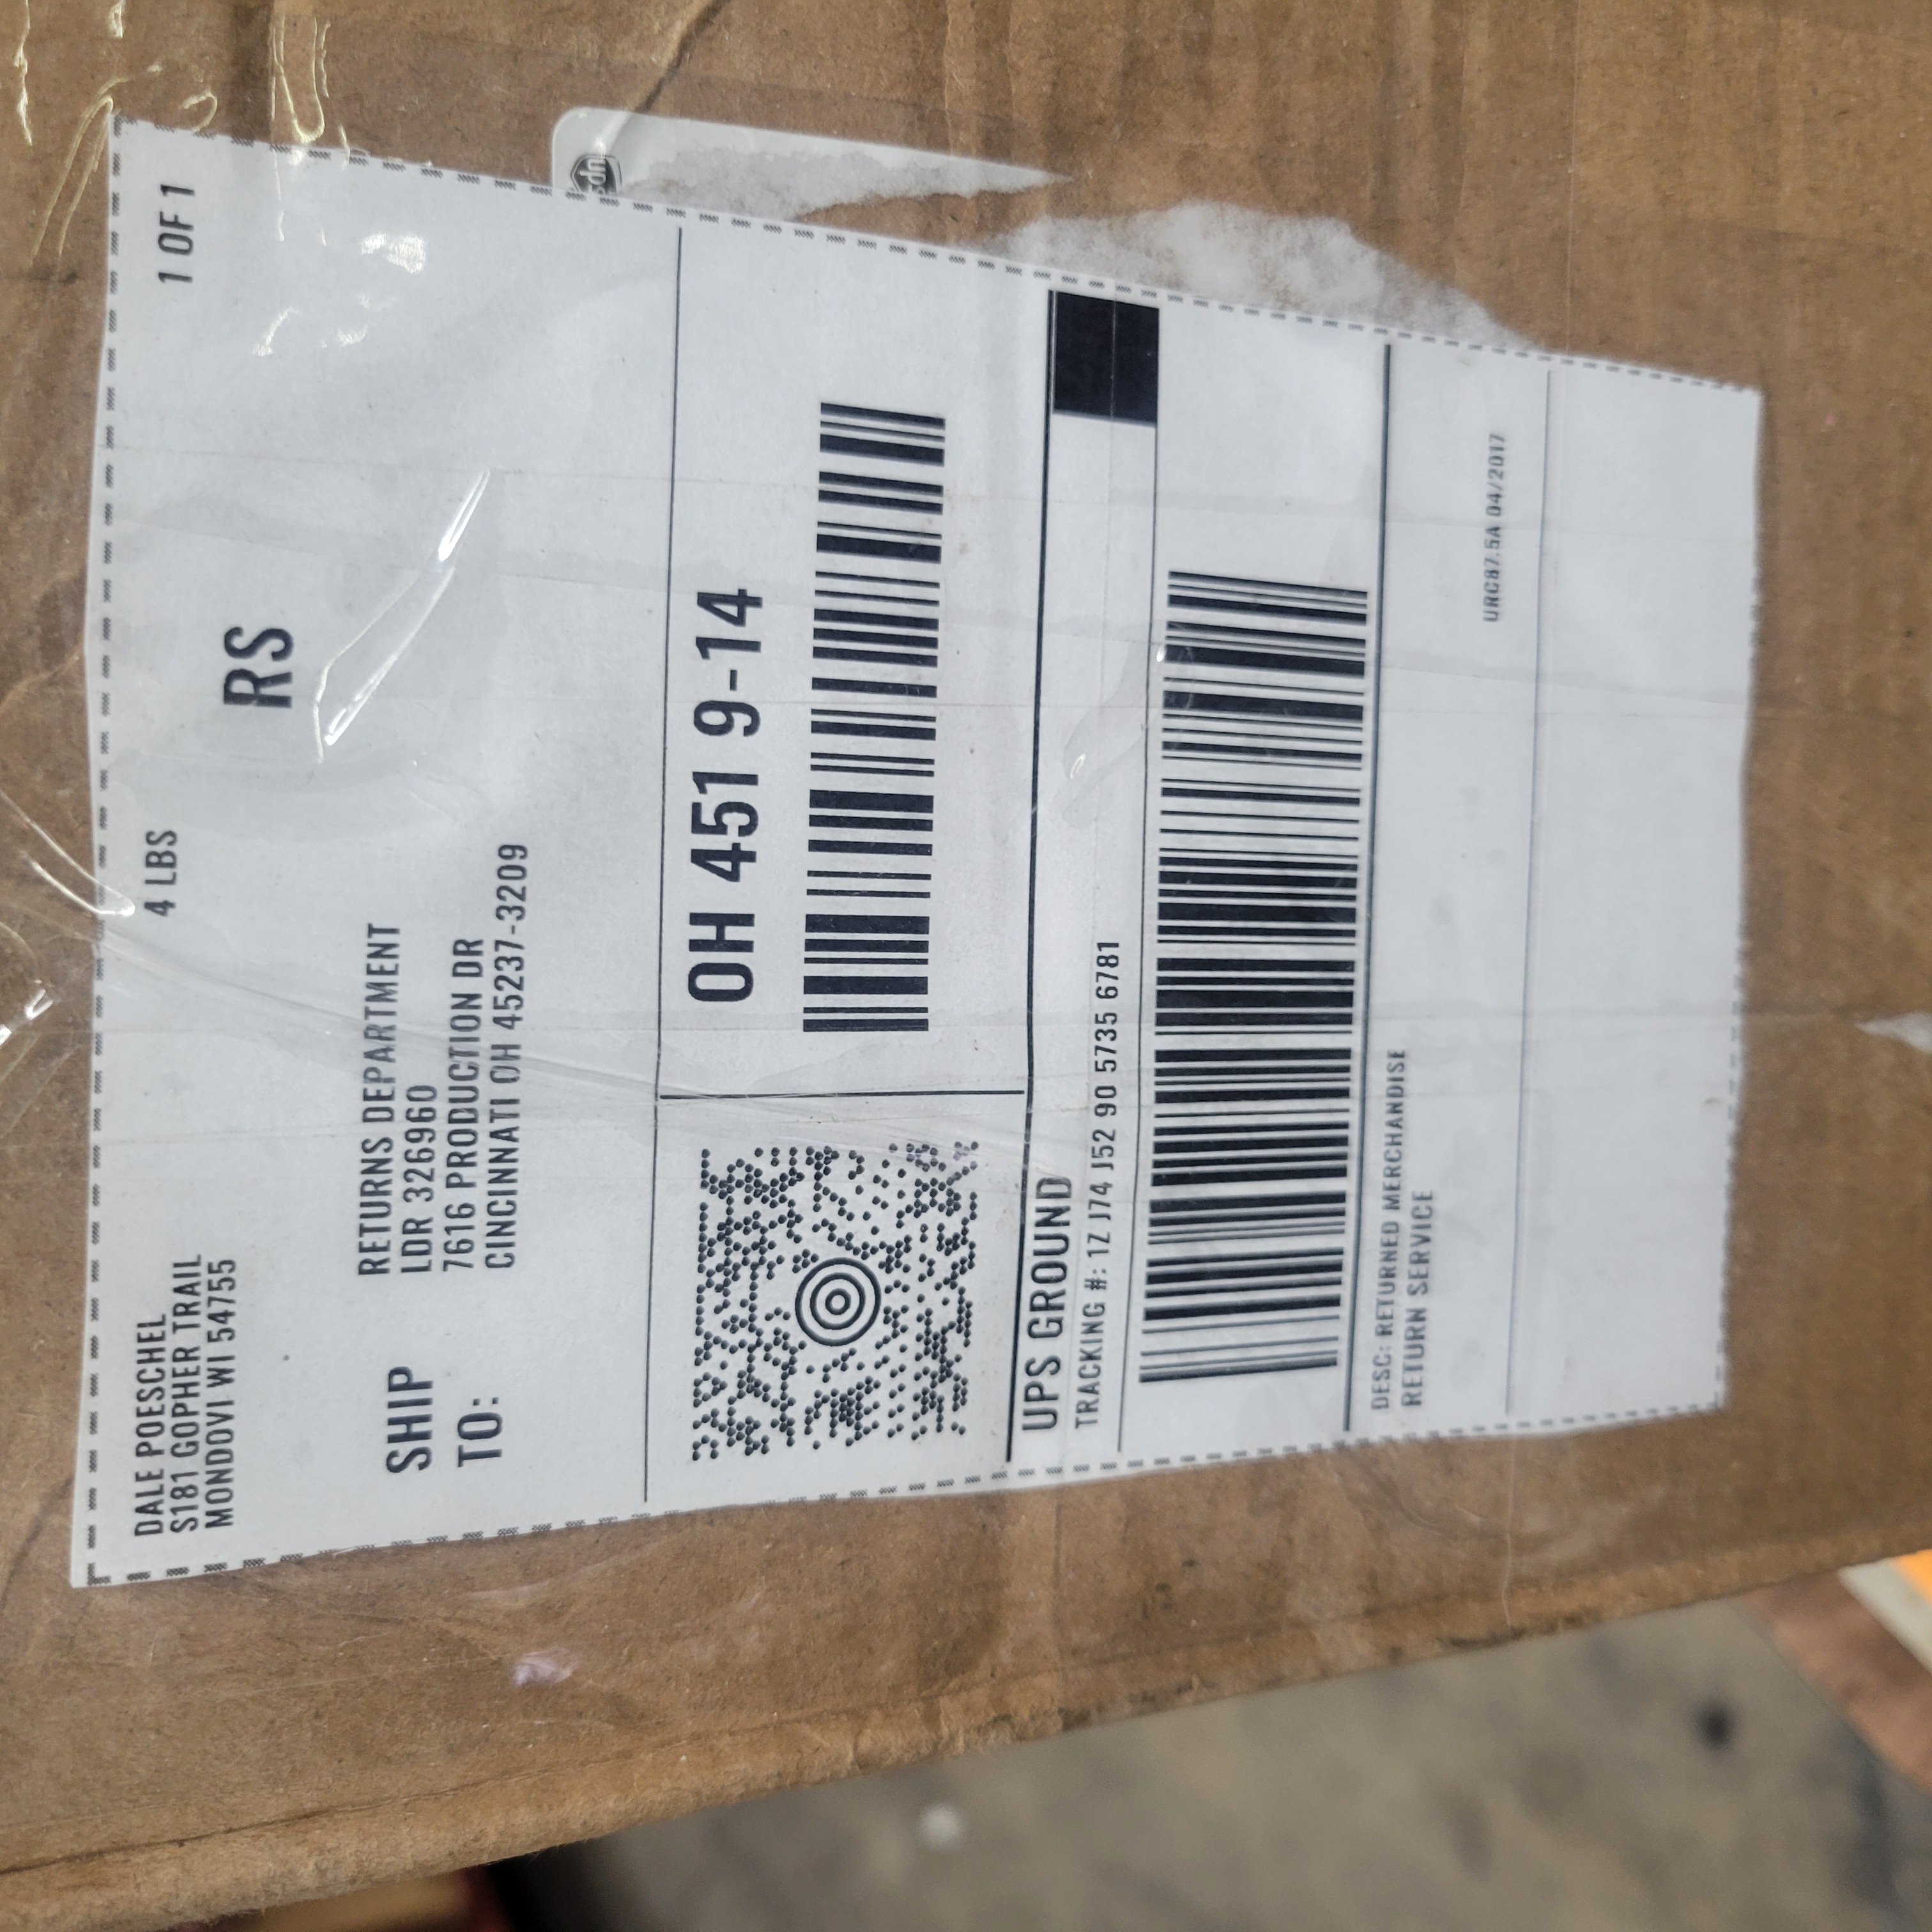 DALE POESCHEL
S181 GOPHER TRAIL
MONDOVI WI 54755
4 LBS
1 OF 1
RS
SHIP
TO:
RETURNS DEPARTMENT
LDR 326960
7616 PRODUCTION DR
CINCINNATI OH 45237-3209
OH 451 9-14
UPS GROUND
TRACKING #: 1Z J74 J52 90 5735 6781
DESC: RETURNED MERCHANDISE
RETURN SERVICE
URC87.5A 04/2017
ups